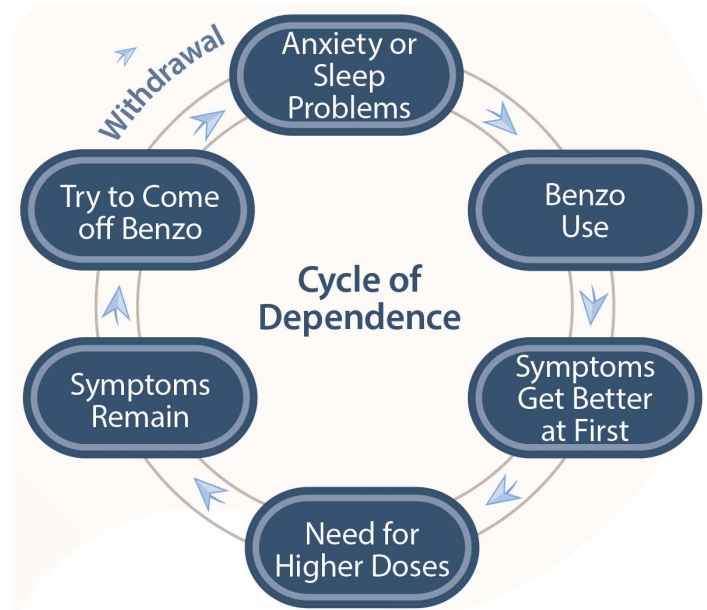 Cycle of
Dependence
Anxiety or
Sleep
Problems
Benzo
Use
Symptoms
Get Better
at First
Need for
Higher Doses
Symptoms
Remain
Try to Come
off Benzo
Withdrawal